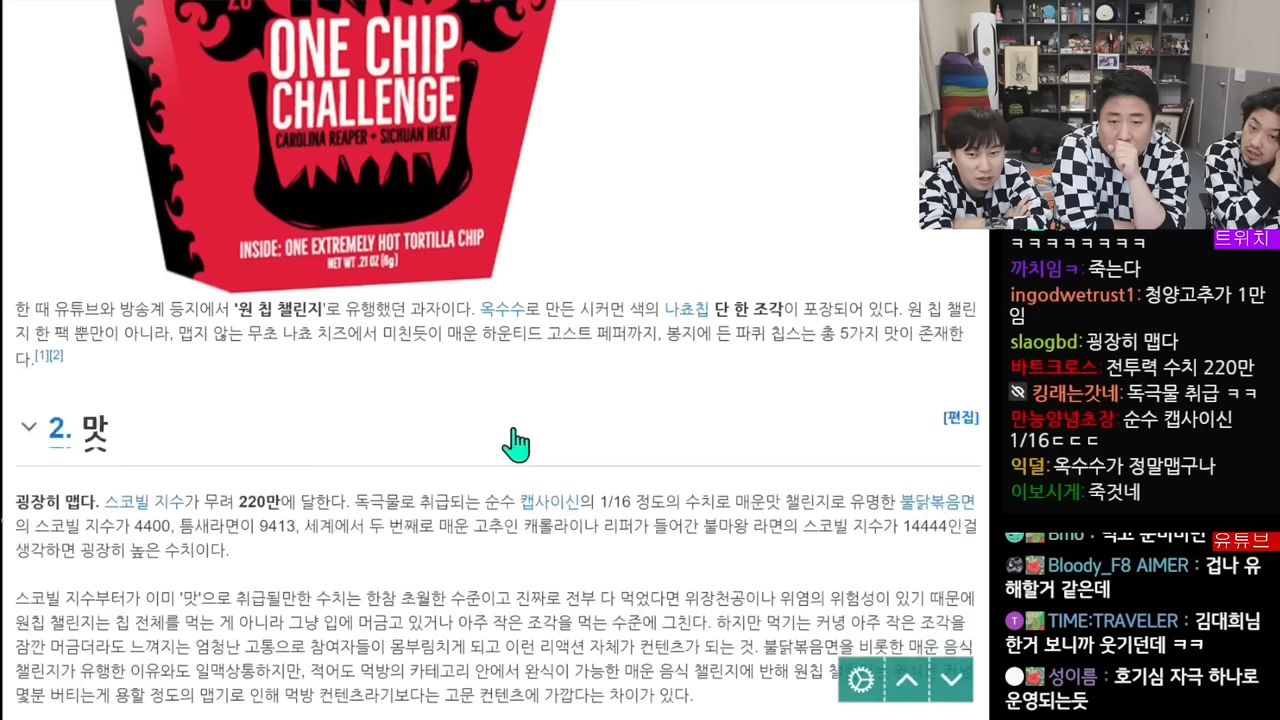 ONE CHIP
CHALLENGE
CAROLINA REAPER + SICHUAN HEAT
INSIDE: ONE EXTREMELY HOT TORTILLA CHIP
NET WT .21 OZ (6g)
한 때 유튜브와 방송계 등지에서 '원 칩 챌린지'로 유행했던 과자이다. 옥수수로 만든 시커먼 색의 나쵸칩 단 한 조각이 포장되어 있다. 원 칩 챌린
지 한 팩 뿐만이 아니라, 맵지 않는 무초 나쵸 치즈에서 미친듯이 매운 하운티드 고스트 페퍼까지, 봉지에 든 파퀴 칩스는 총 5가지 맛이 존재한
다.[1][2]
2. 맛
[편집]
굉장히 맵다. 스코빌 지수가 무려 220만에 달한다. 독극물로 취급되는 순수 캡사이신의 1/16 정도의 수치로 매운맛 챌린지로 유명한 불닭볶음면
의 스코빌 지수가 4400, 틈새라면이 9413, 세계에서 두 번째로 매운 고추인 캐롤라이나 리퍼가 들어간 불마왕 라면의 스코빌 지수가 14444인걸
생각하면 굉장히 높은 수치이다.
스코빌 지수부터가 이미 '맛'으로 취급될만한 수치는 한참 초월한 수준이고 진짜로 전부 다 먹었다면 위장천공이나 위염의 위험성이 있기 때문에
원칩 챌린지는 칩 전체를 먹는 게 아니라 그냥 입에 머금고 있거나 아주 작은 조각을 먹는 수준에 그친다. 하지만 먹기는 커녕 아주 작은 조각을
잠깐 머금더라도 느껴지는 엄청난 고통으로 참여자들이 몸부림치게 되고 이런 리액션 자체가 컨텐츠가 되는 것. 불닭볶음면을 비롯한 매운 음식
챌린지가 유행한 이유와도 일맥상통하지만, 적어도 먹방의 카테고리 안에서 완식이 가능한 매운 음식 챌린지에 반해 원칩
몇분 버티는게 용할 정도의 맵기로 인해 먹방 컨텐츠라기보다는 고문 컨텐츠에 가깝다는 차이가 있다.
ㅋㅋㅋㅋㅋㅋㅋㅋ
트위치
까치임ㅋ: 죽는다
ingodwetrust1: 청양고추가 1만
임
slaogbd: 굉장히 맵다
바트크로스: 전투력 수치 220만
킹래는갓네: 독극물 취급 ㅋㅋ
만능양념초장: 순수 캡사이신
1/16ㄷㄷㄷ
익덜: 옥수수가 정말맵구나
이보시게: 죽것네
유튜브
Bloody_F8 AIMER : 겁나 유
해할거 같은데
T TIME:TRAVELER : 김대희님
한거 보니까 웃기던데 ㅋㅋ
성이름 : 호기심 자극 하나로
운영되는듯